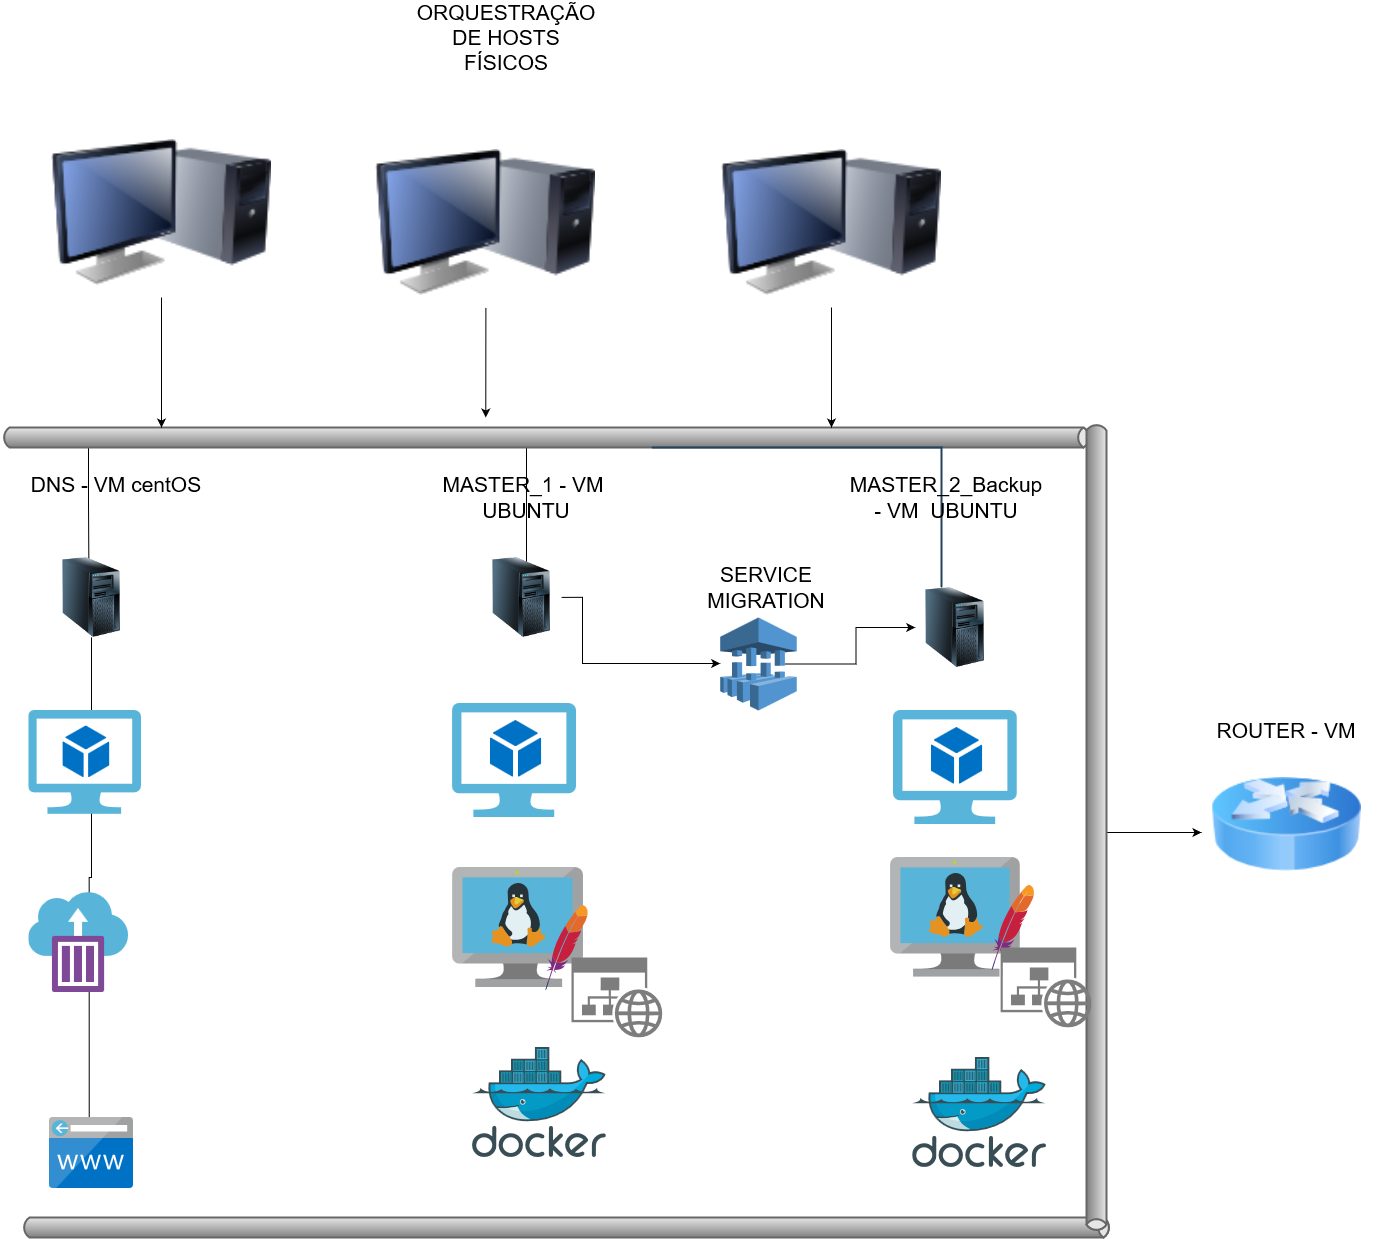 ORQUESTRAÇÃO
DE HOSTS
FÍSICOS
DNS - VM centOS
MASTER_1 - VM
UBUNTU
MASTER_2_Backup
- VM UBUNTU
SERVICE
MIGRATION
ROUTER - VM
docker
docker
www